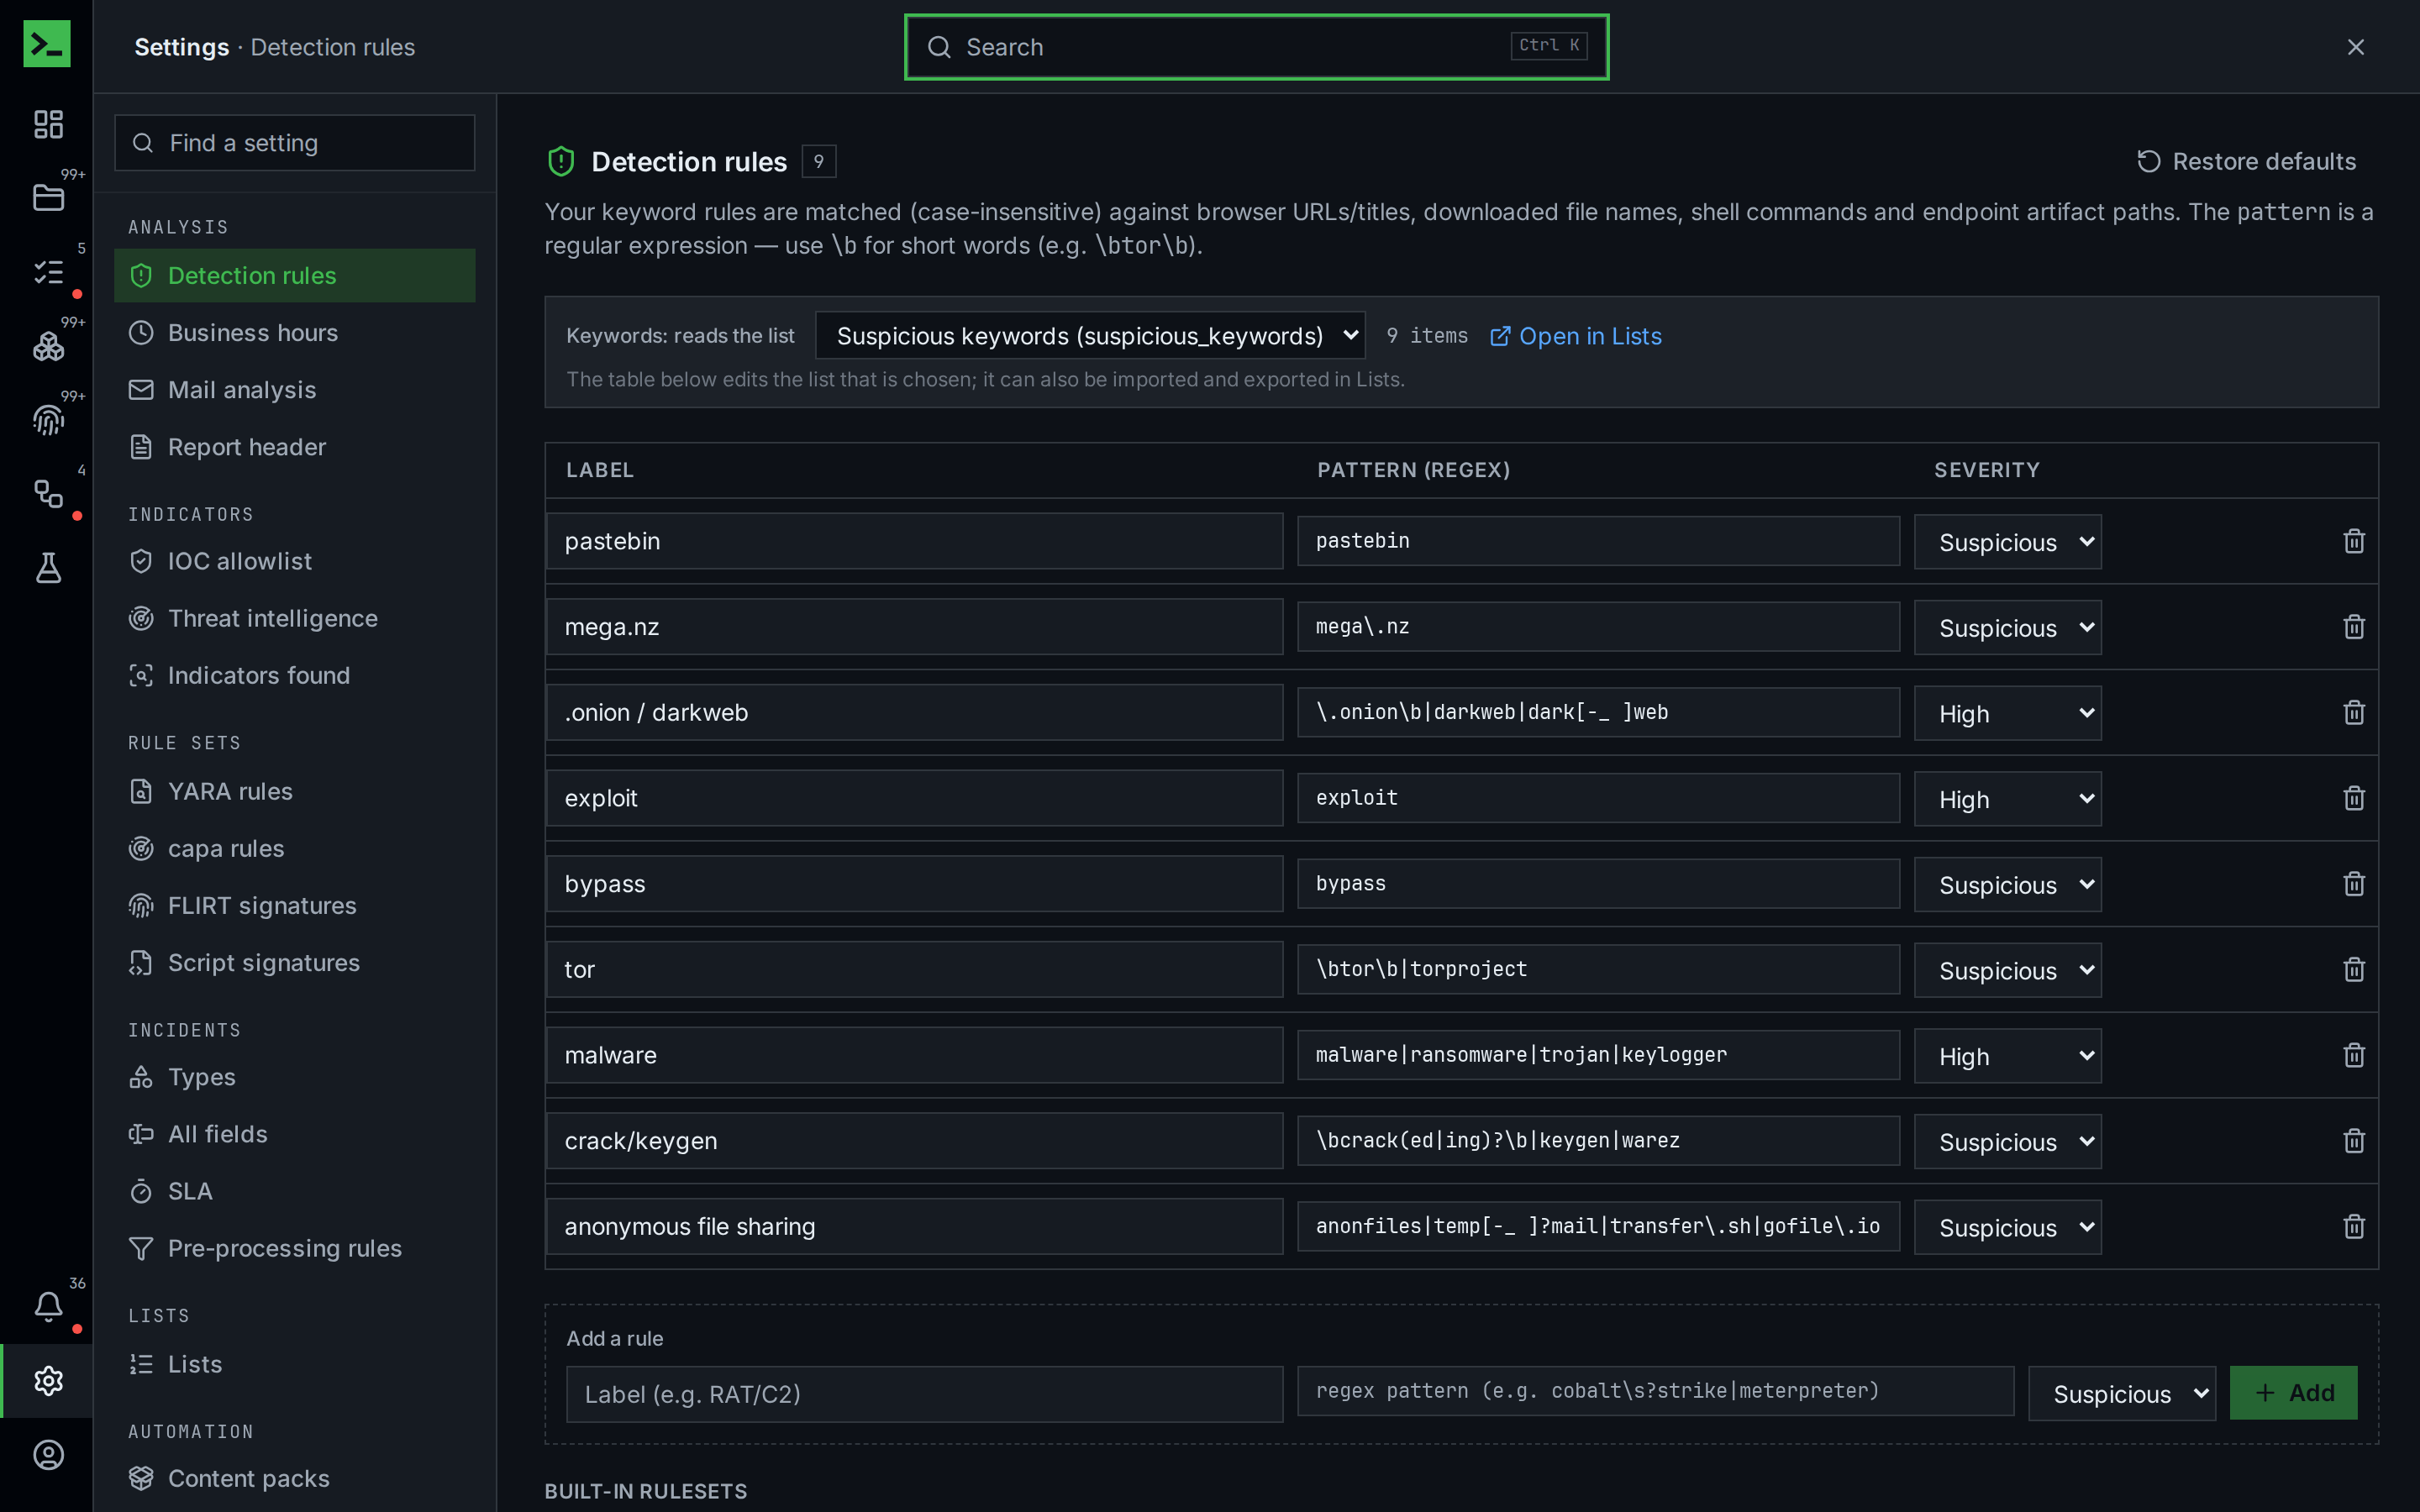 Settings · Detection rules
Search
Ctrl K
99+
5
99+
99+
4
36
Find a setting
ANALYSIS
Detection rules
Business hours
Mail analysis
Report header
INDICATORS
IOC allowlist
Threat intelligence
Indicators found
RULE SETS
YARA rules
capa rules
FLIRT signatures
Script signatures
INCIDENTS
Types
All fields
SLA
Pre-processing rules
LISTS
Lists
AUTOMATION
Content packs
Detection rules 9
Restore defaults
Your keyword rules are matched (case-insensitive) against browser URLs/titles, downloaded file names, shell commands and endpoint artifact paths. The pattern is a
regular expression — use \b for short words (e.g. \btor\b).
Keywords: reads the list Suspicious keywords (suspicious_keywords) 9 items Open in Lists
The table below edits the list that is chosen; it can also be imported and exported in Lists.
LABEL PATTERN (REGEX) SEVERITY
pastebin pastebin Suspicious
mega.nz mega\.nz Suspicious
.onion / darkweb \.onion\b|darkweb|dark[-_ ]web High
exploit exploit High
bypass bypass Suspicious
tor \btor\b|torproject Suspicious
malware malware|ransomware|trojan|keylogger High
crack/keygen \bcrack(ed|ing)?\b|keygen|warez Suspicious
anonymous file sharing anonfiles|temp[-_ ]?mail|transfer\.sh|gofile\.io Suspicious
Add a rule
Label (e.g. RAT/C2) regex pattern (e.g. cobalt\s?strike|meterpreter) Suspicious + Add
BUILT-IN RULESETS